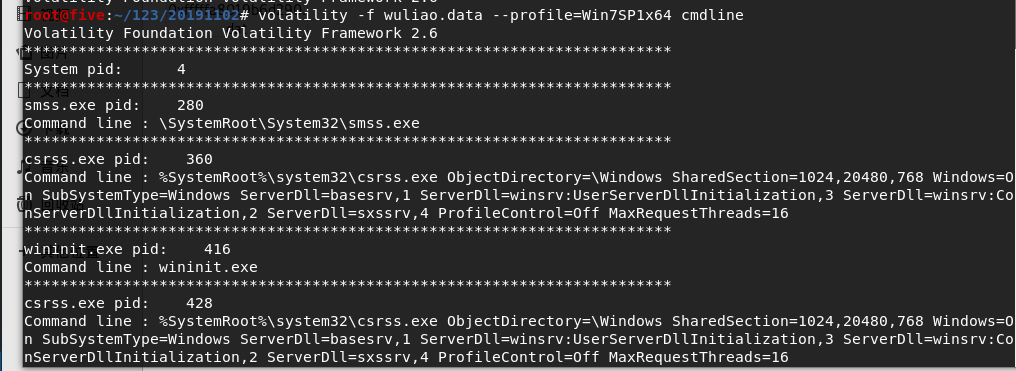 Volatility Foundation Volatility Framework 2.6
root@five:~/123/20191102# volatility -f wuliao.data --profile=Win7SP1x64 cmdline
Volatility Foundation Volatility Framework 2.6
************************************************************************
System pid:      4
************************************************************************
smss.exe pid:    280
Command line : \SystemRoot\System32\smss.exe
************************************************************************
csrss.exe pid:    360
Command line : %SystemRoot%\system32\csrss.exe ObjectDirectory=\Windows SharedSection=1024,20480,768 Windows=O
n SubSystemType=Windows ServerDll=basesrv,1 ServerDll=winsrv:UserServerDllInitialization,3 ServerDll=winsrv:Co
nServerDllInitialization,2 ServerDll=sxssrv,4 ProfileControl=Off MaxRequestThreads=16
************************************************************************
wininit.exe pid:    416
Command line : wininit.exe
************************************************************************
csrss.exe pid:    428
Command line : %SystemRoot%\system32\csrss.exe ObjectDirectory=\Windows SharedSection=1024,20480,768 Windows=O
n SubSystemType=Windows ServerDll=basesrv,1 ServerDll=winsrv:UserServerDllInitialization,3 ServerDll=winsrv:Co
nServerDllInitialization,2 ServerDll=sxssrv,4 ProfileControl=Off MaxRequestThreads=16